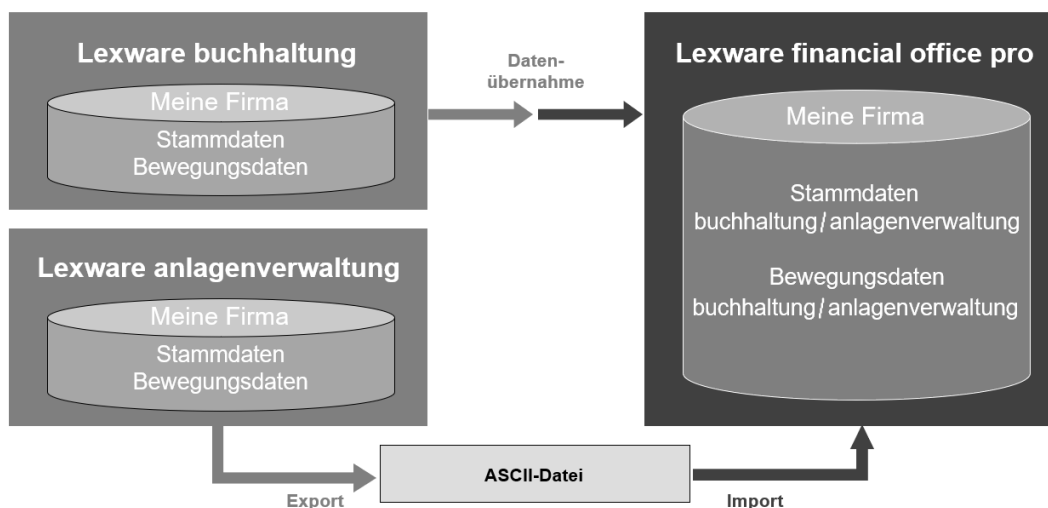 Lexware buchhaltung
Meine Firma
Stammdaten
Bewegungsdaten
Daten-
übernahme
Lexware financial office pro
Meine Firma
Stammdaten
buchhaltung/anlagenverwaltung
Bewegungsdaten
buchhaltung/anlagenverwaltung
Lexware anlagenverwaltung
Meine Firma
Stammdaten
Bewegungsdaten
Export
ASCII-Datei
Import